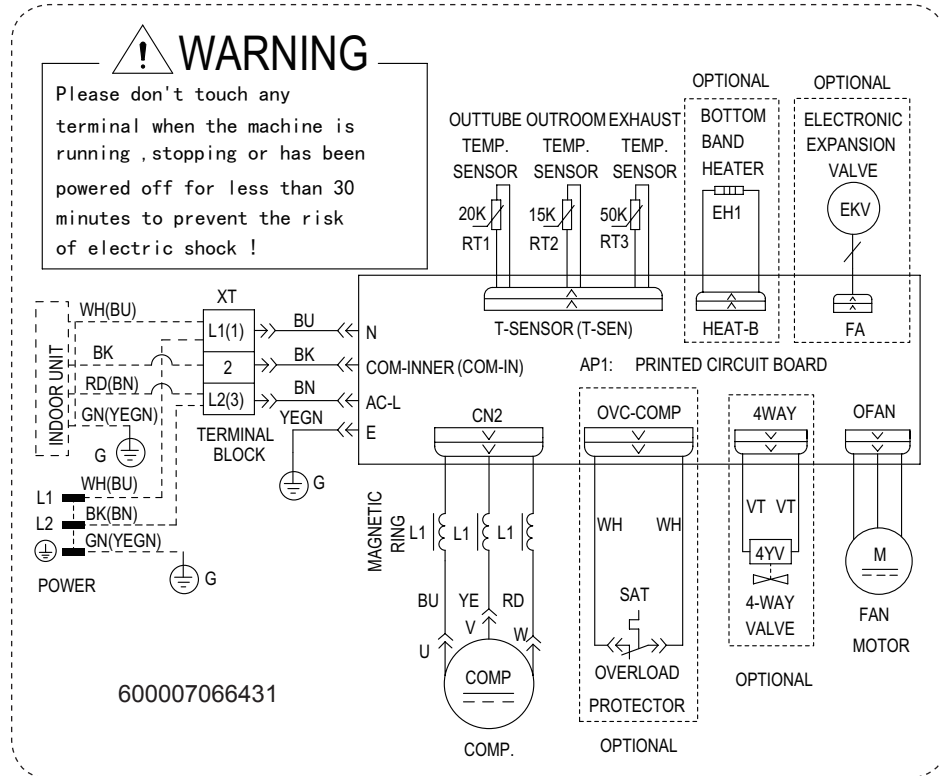 WARNING
Please don't touch any
terminal when the machine is
running ,stopping or has been
powered off for less than 30
minutes to prevent the risk
of electric shock !
OUTTUBE OUTROOM EXHAUST
TEMP. TEMP. TEMP.
SENSOR SENSOR SENSOR
20K 15K 50K
RT1 RT2 RT3
T-SENSOR (T-SEN)
OPTIONAL
BOTTOM
BAND
HEATER
EH1
HEAT-B
OPTIONAL
ELECTRONIC
EXPANSION
VALVE
EKV
FA
INDOOR UNIT
WH(BU)
BK
RD(BN)
GN(YEGN)
G
XT
L1(1)
2
L2(3)
TERMINAL
BLOCK
BU
BK
BN
YEGN
G
N
COM-INNER (COM-IN)
AC-L
E
AP1: PRINTED CIRCUIT BOARD
L1
L2
WH(BU)
BK(BN)
GN(YEGN)
G
POWER
CN2
MAGNETIC
RING
L1 L1 L1
BU YE RD
U V W
COMP
COMP.
OVC-COMP
WH WH
SAT
OVERLOAD
PROTECTOR
OPTIONAL
4WAY
VT VT
4YV
4-WAY
VALVE
OPTIONAL
OFAN
M
FAN
MOTOR
600007066431